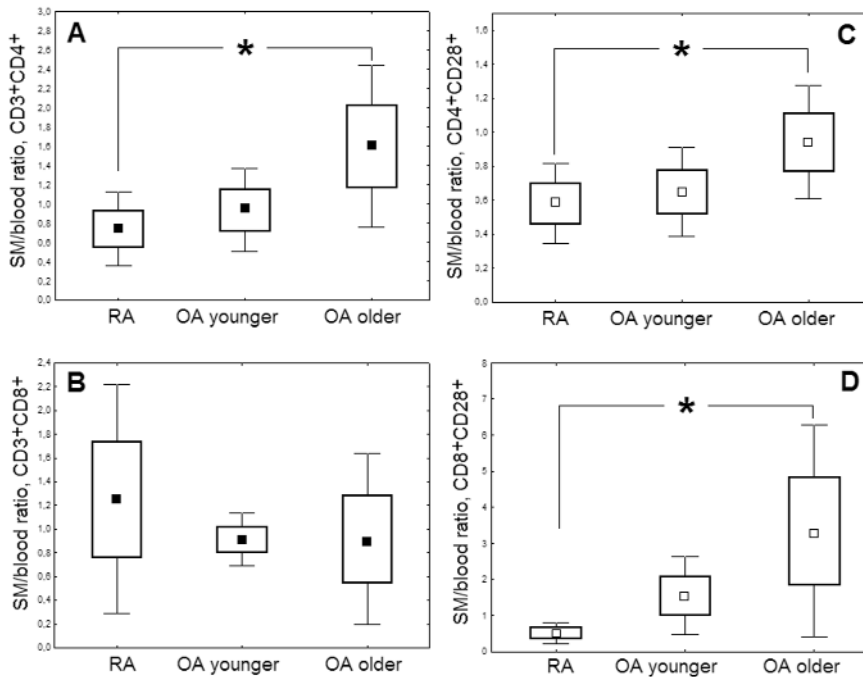 A
SM/blood ratio, CD3+CD4+
3,0
2,8
2,6
2,4
2,2
2,0
1,8
1,6
1,4
1,2
1,0
0,8
0,6
0,4
0,2
0,0
*
RA
OA younger
OA older
C
SM/blood ratio, CD4+CD28+
1,6
1,4
1,2
1,0
0,8
0,6
0,4
0,2
0,0
*
RA
OA younger
OA older
B
SM/blood ratio, CD3+CD8+
2,4
2,2
2,0
1,8
1,6
1,4
1,2
1,0
0,8
0,6
0,4
0,2
0,0
RA
OA younger
OA older
D
SM/blood ratio, CD8+CD28+
8
7
6
5
4
3
2
1
0
*
RA
OA younger
OA older